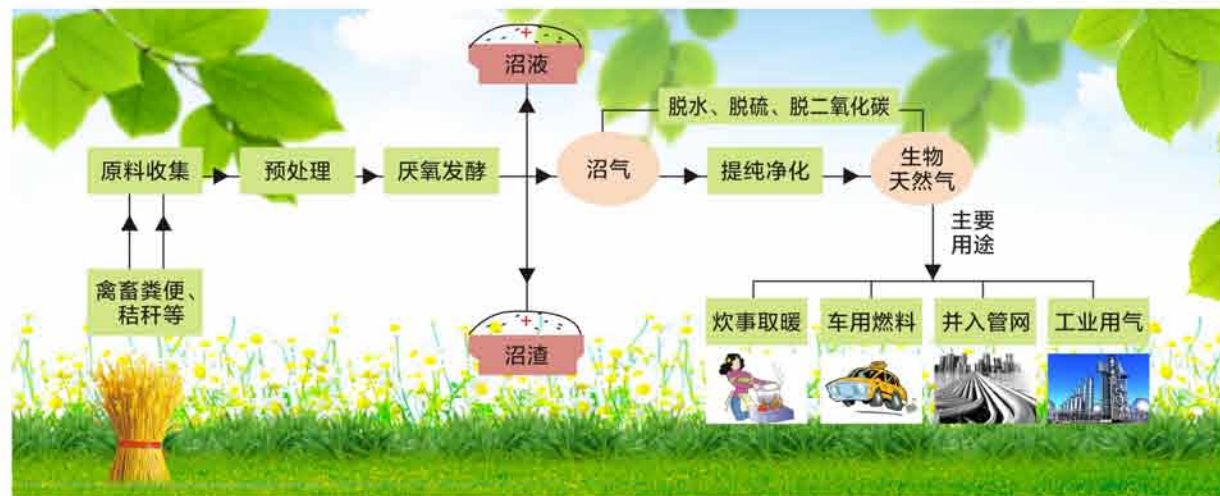 沼液
脱水、脱硫、脱二氧化碳
原料收集
预处理
厌氧发酵
沼气
提纯净化
生物
天然气
主要
用途
禽畜粪便、
秸秆等
沼渣
炊事取暖
车用燃料
并入管网
工业用气